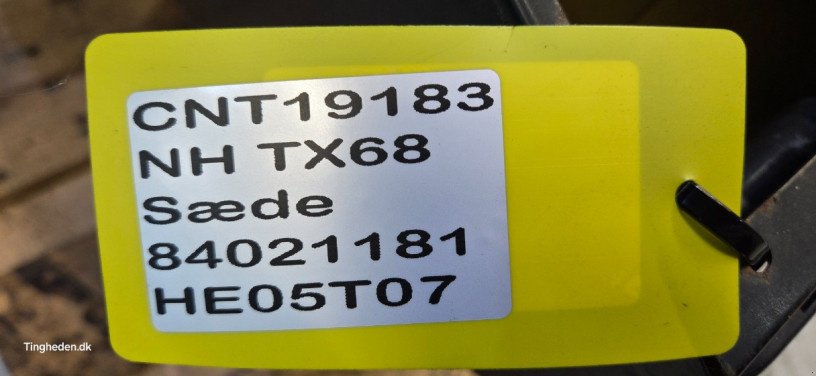 CNT19183
NH TX68
Sæde
84021181
HE05T07
Tingheden.dk